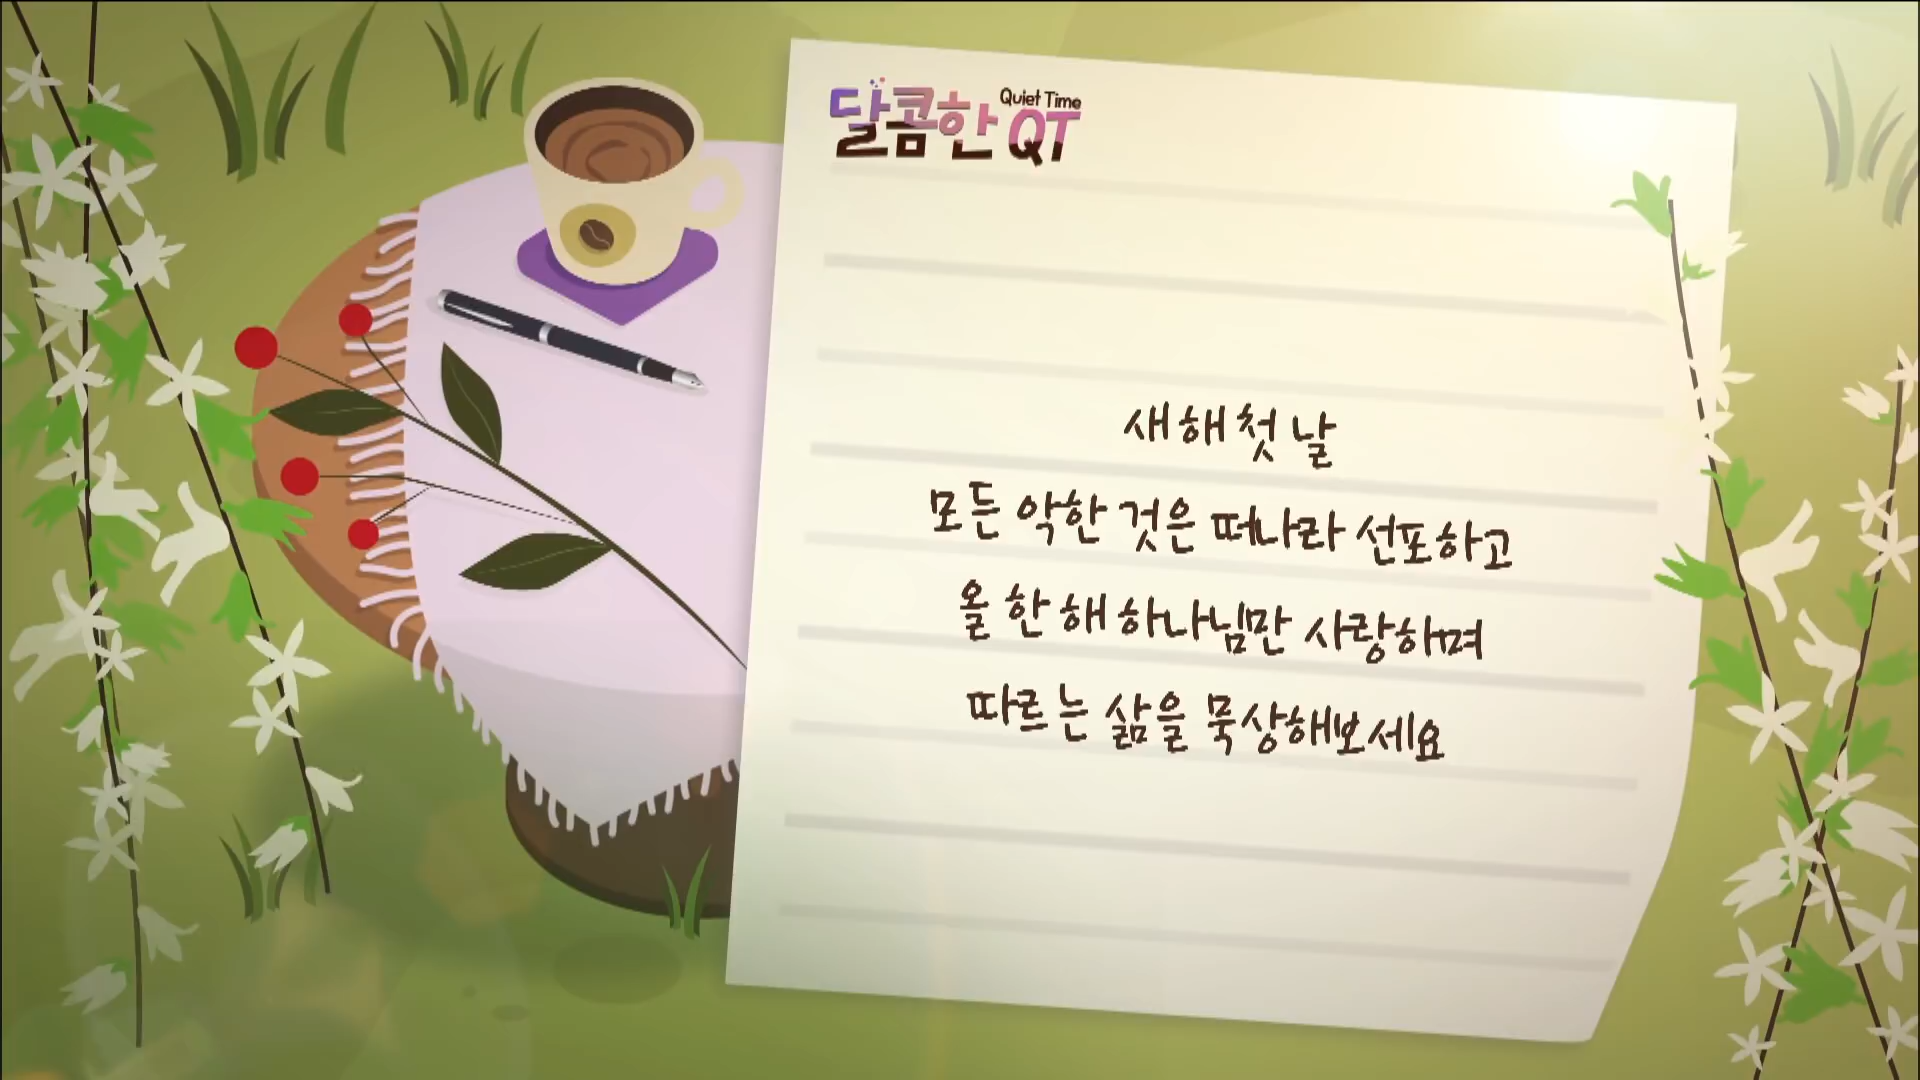 달콤한 QT
Quiet Time
새해 첫 날
모든 악한 것은 떠나라 선포하고
올 한 해 하나님만 사랑하며
따르는 삶을 묵상해보세요